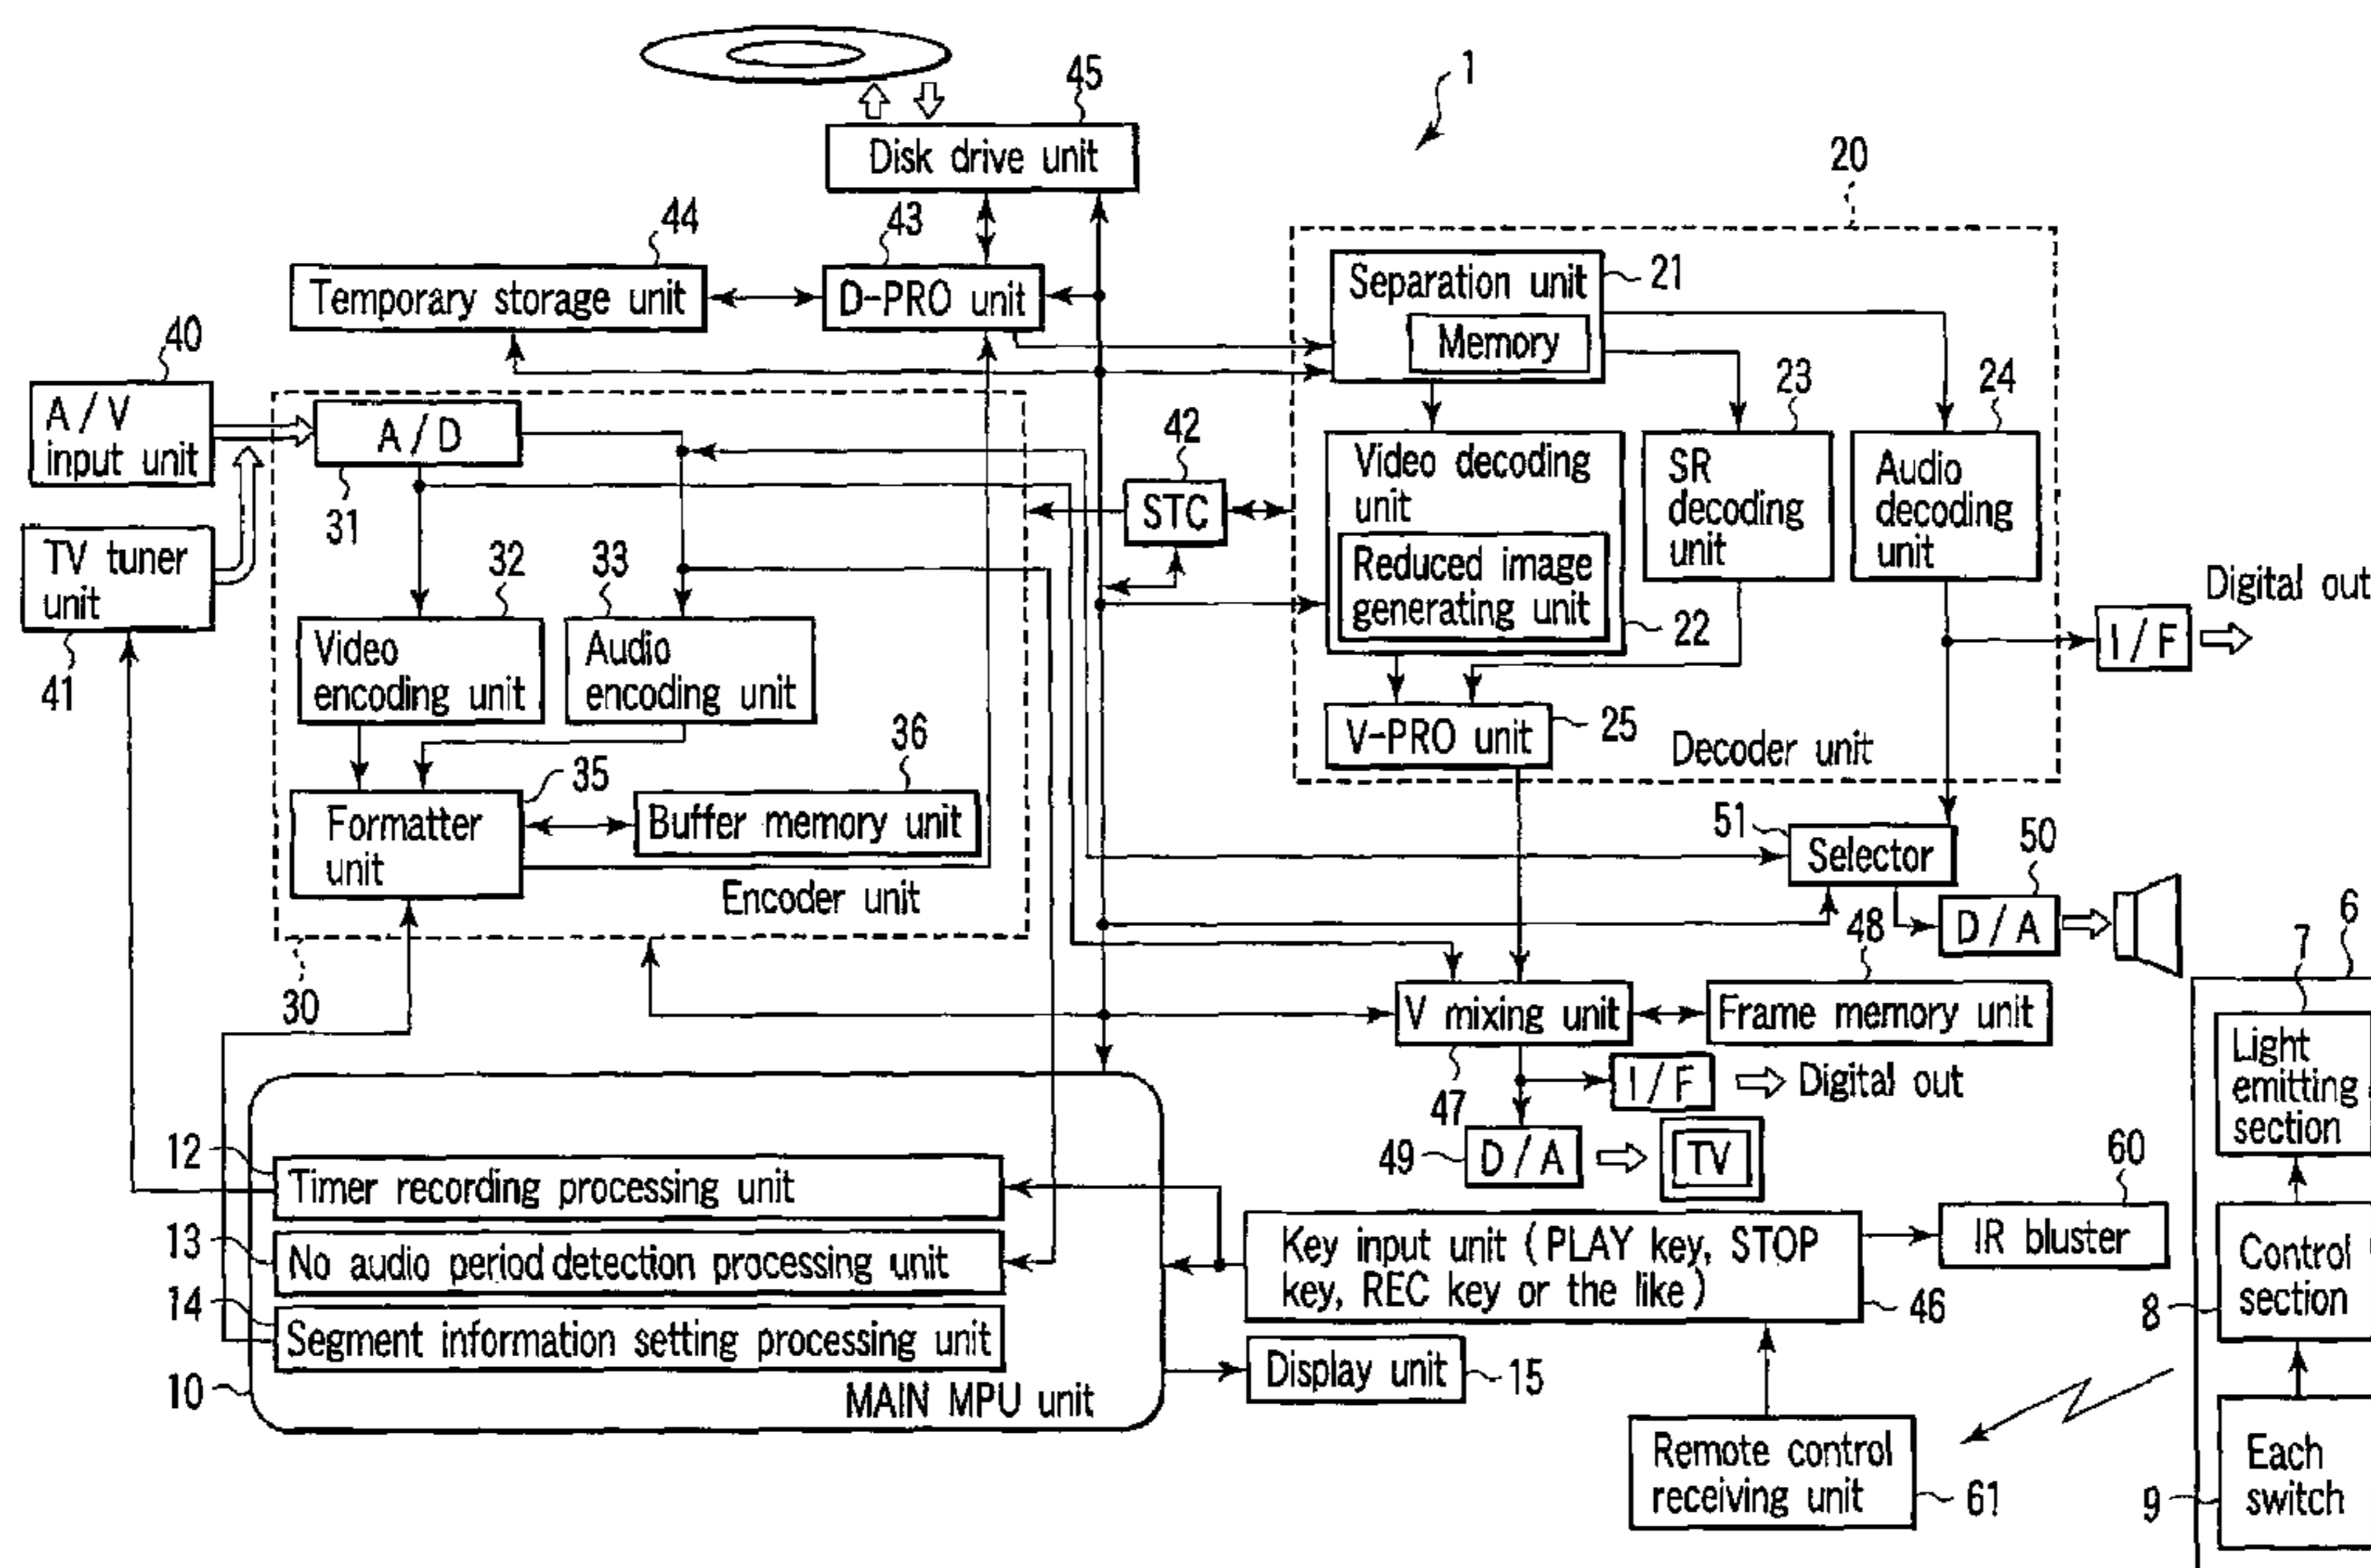 1
45
Disk drive unit
20
44
43
Temporary storage unit
D-PRO unit
Separation unit
21
Memory
40
A/V
input unit
A/D
31
42
STC
23
24
Video decoding
unit
Reduced image
generating unit
22
SR
decoding
unit
Audio
decoding
unit
Digital out
I/F
TV tuner
unit
41
32
33
Video
encoding unit
Audio
encoding unit
36
35
Formatter
unit
Buffer memory unit
Encoder unit
30
V-PRO unit
25
Decoder unit
51
Selector
50
D/A
48
V mixing unit
Frame memory unit
47
I/F
Digital out
49
D/A
TV
6
7
Light
emitting
section
Control
section
8
Each
switch
9
12
Timer recording processing unit
13
No audio period detection processing unit
14
Segment information setting processing unit
10
MAIN MPU unit
Key input unit (PLAY key, STOP
key, REC key or the like)
46
60
IR bluster
Display unit
15
Remote control
receiving unit
61